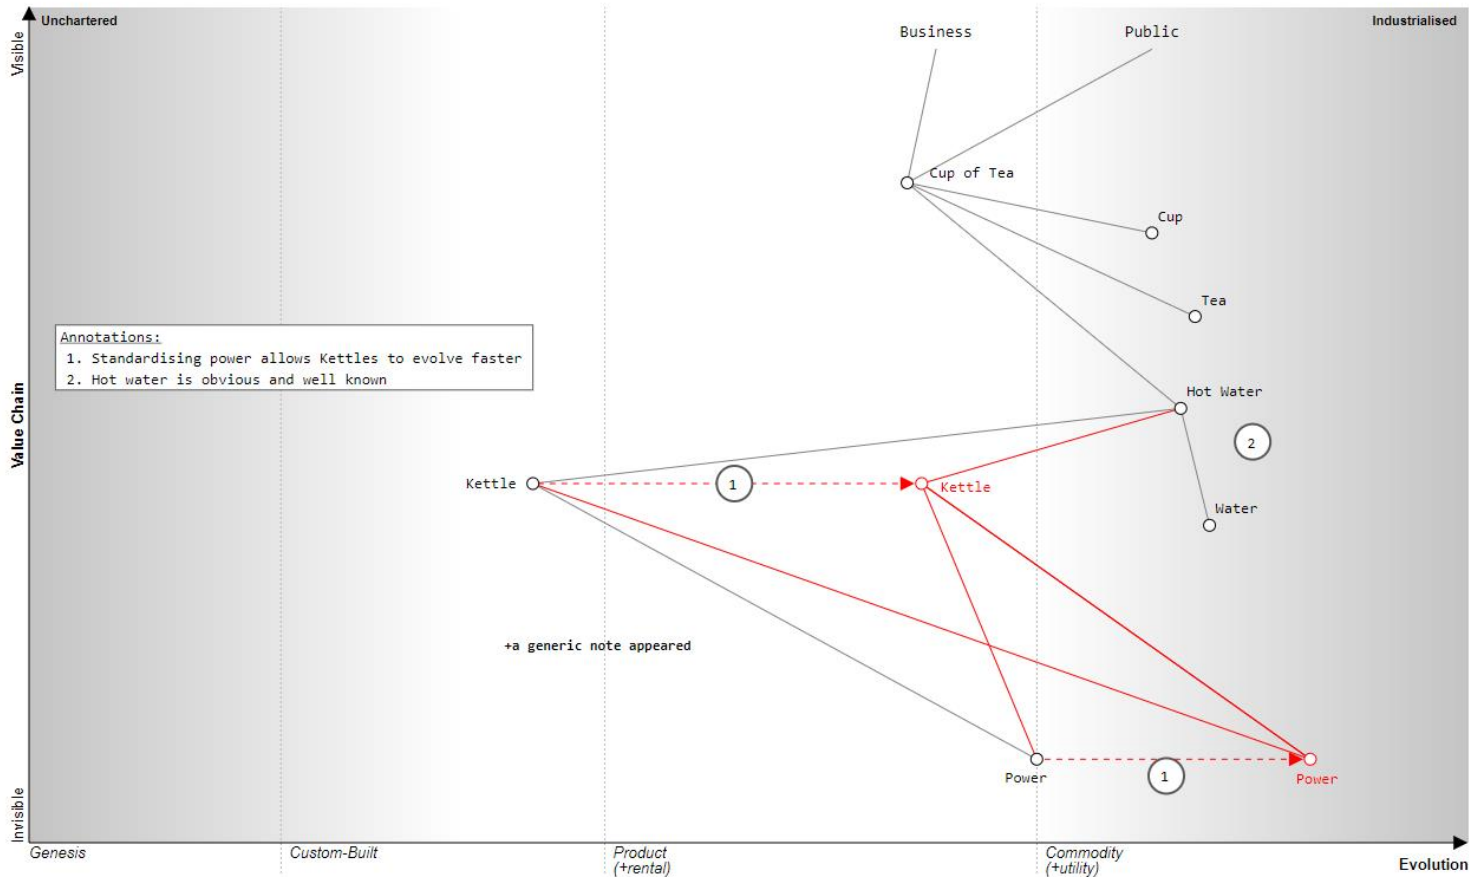 Unchartered
Industrialised
Business
Public
Visible
Cup of Tea
Cup
Tea
Annotations:
1. Standardising power allows Kettles to evolve faster
2. Hot water is obvious and well known
Hot Water
Value Chain
2
Kettle
1
Kettle
Water
+a generic note appeared
Power
1
Power
Invisible
Genesis
Custom-Built
Product
(+rental)
Commodity
(+utility)
Evolution